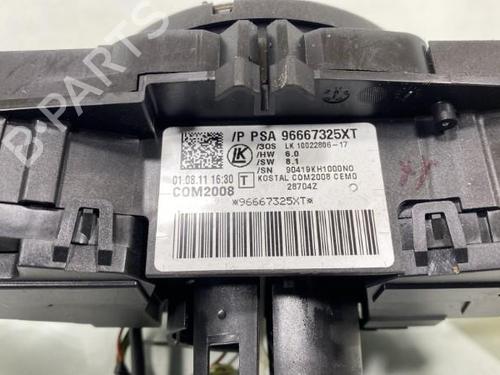 B-PARTS
/P PSA 96667325XT
/3OS LK 10022806-17
/HW 6.0
/SW 8.1
/SN 90419KH1000N0
01.08.11 16:30 T KOSTAL COM2008 CEM0
COM2008 28704Z
*96667325XT*